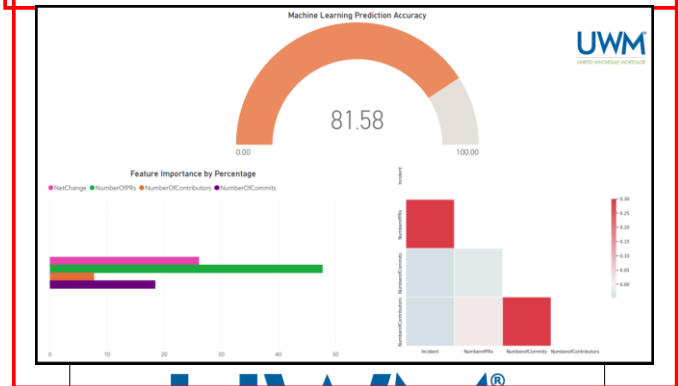 Machine Learning Prediction Accuracy
UWM
UNITED WHOLESALE MORTGAGE
81.58
0.00
100.00
Feature Importance by Percentage
NetChange NumberOfPRs NumberOfContributors NumberOfCommits
0 10 20 30 40 50
Incident
NumberofPRs
NumberofCommits
NumberofContributors
Incident NumberofPRs NumberofCommits NumberofContributors
0.30
0.25
0.20
0.15
0.10
0.05
0.00
UWM®